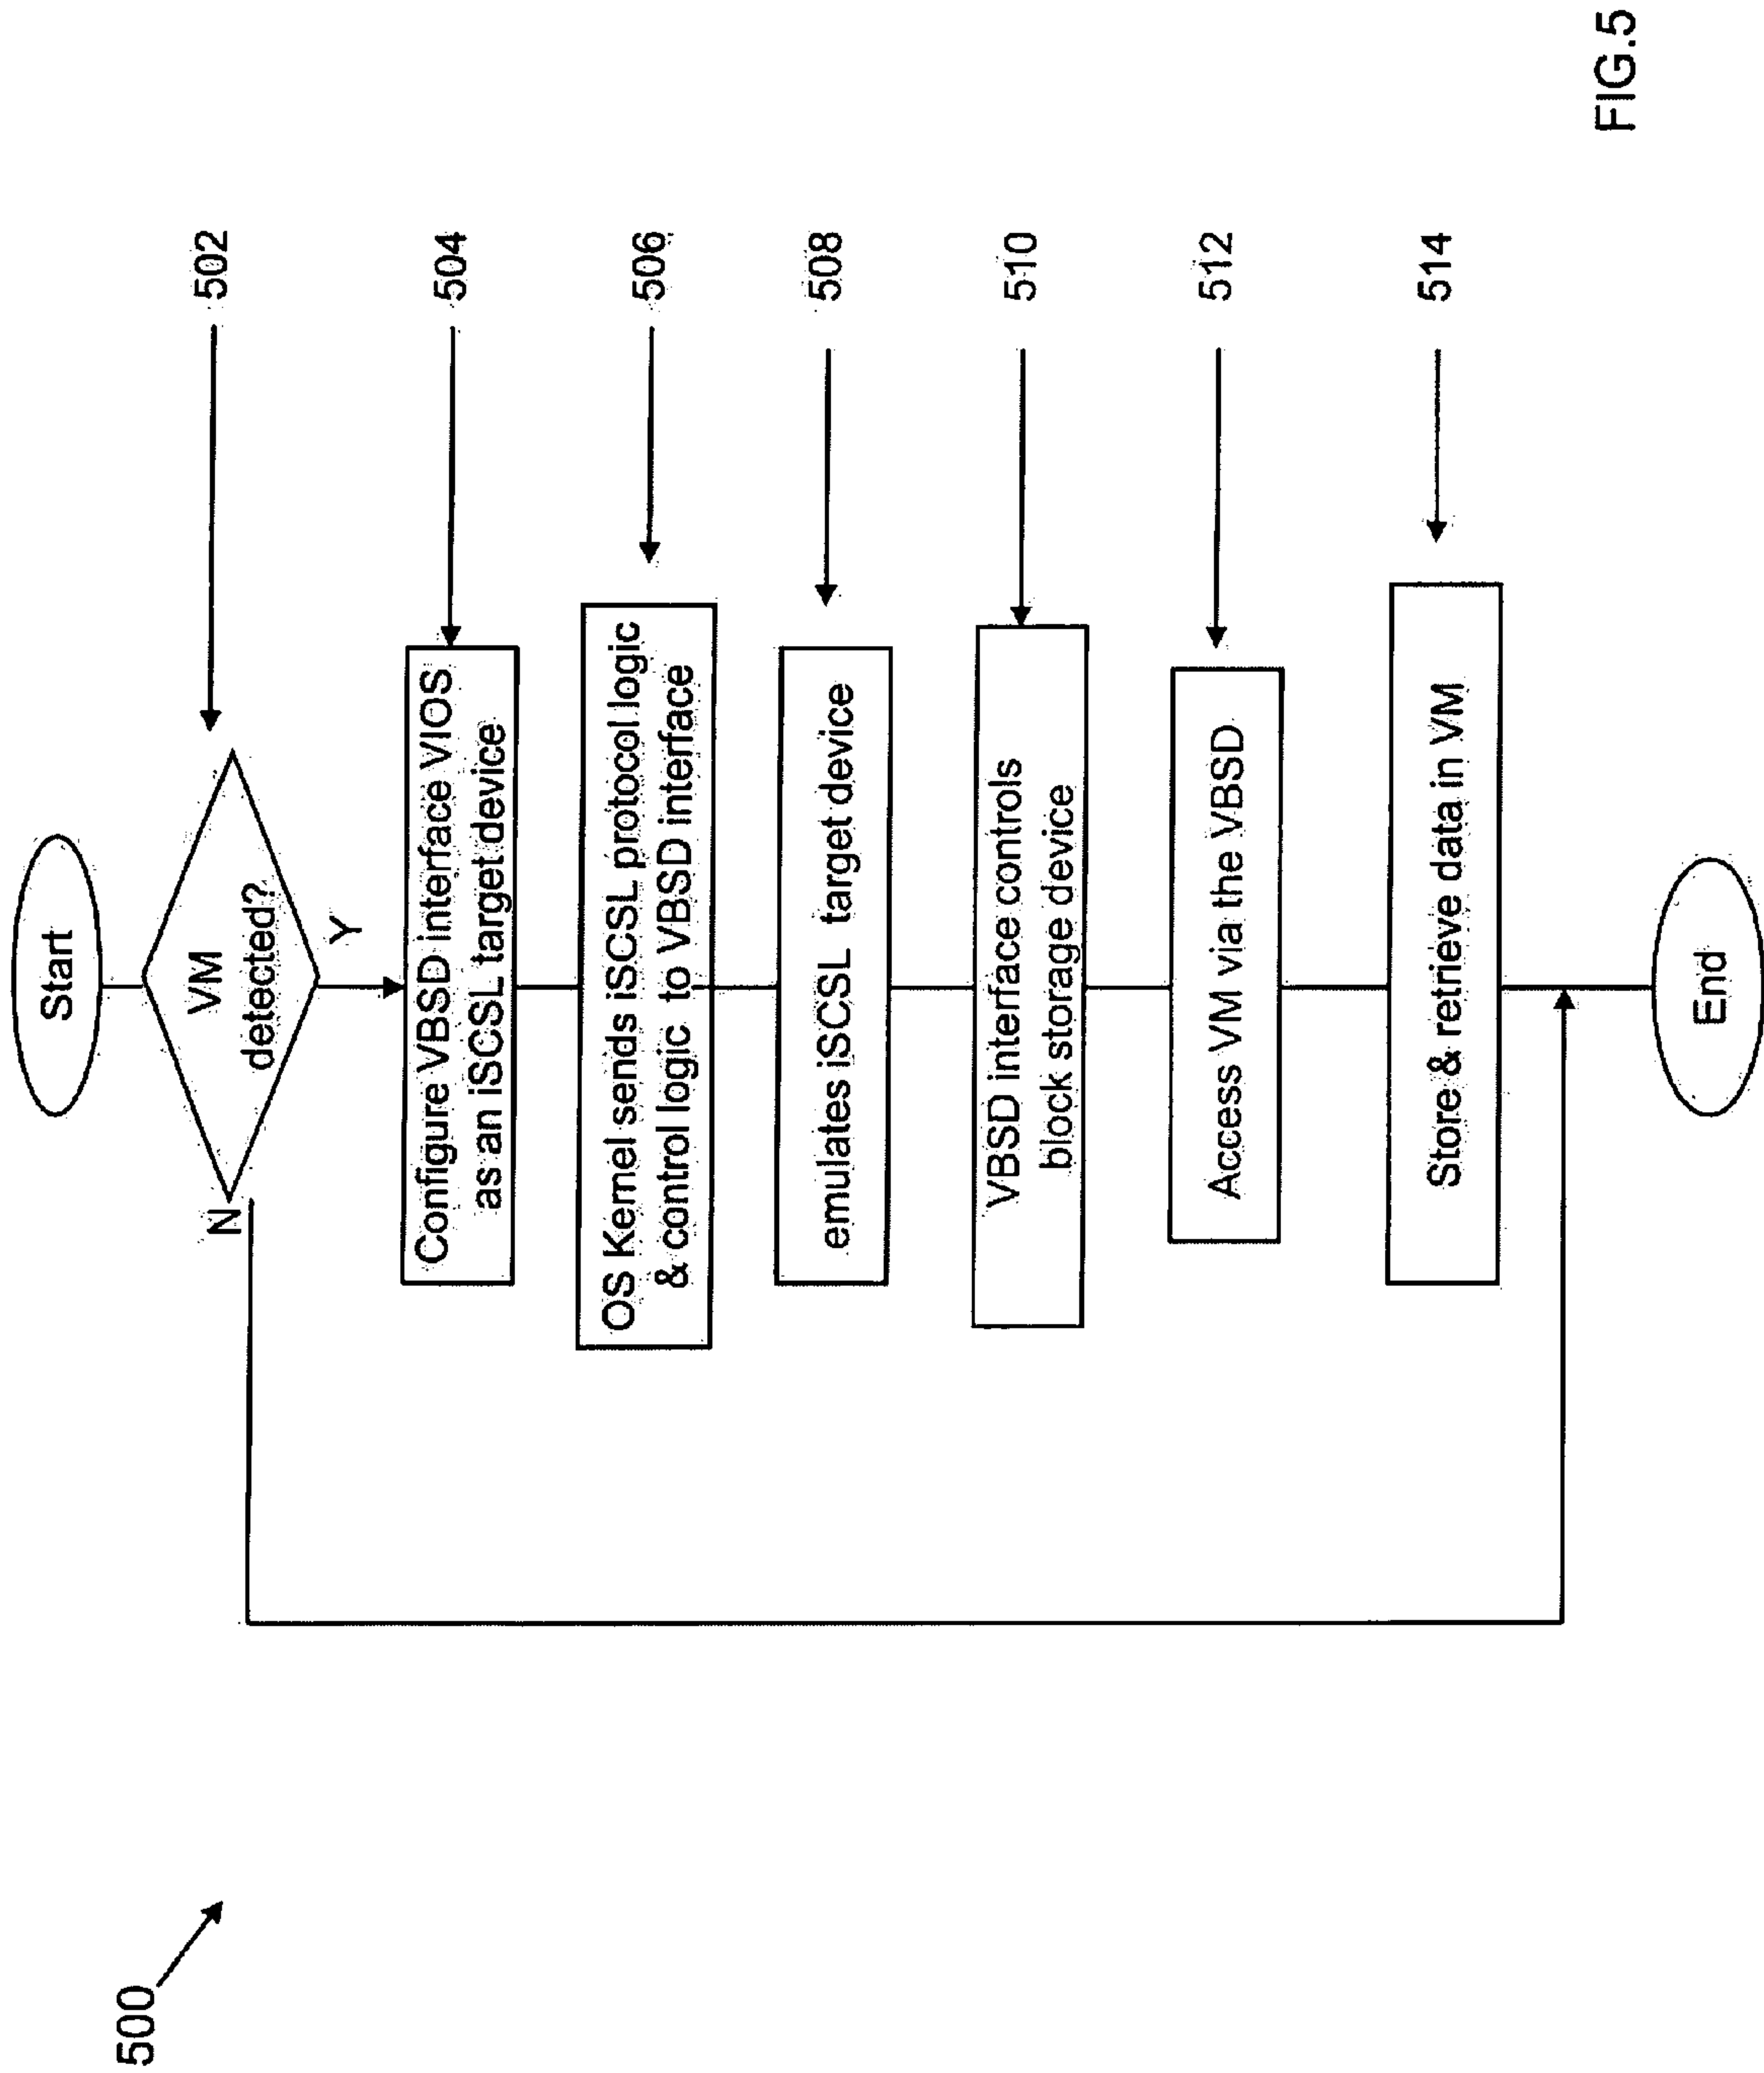 500
Start
VM
detected?
502
N
Y
Configure VBSD interface VIOS
as an iSCSL target device
504
OS Kernel sends iSCSL protocol logic
& control logic to VBSD interface
506
emulates iSCSL target device
508
VBSD interface controls
block storage device
510
Access VM via the VBSD
512
Store & retrieve data in VM
514
End
FIG.5